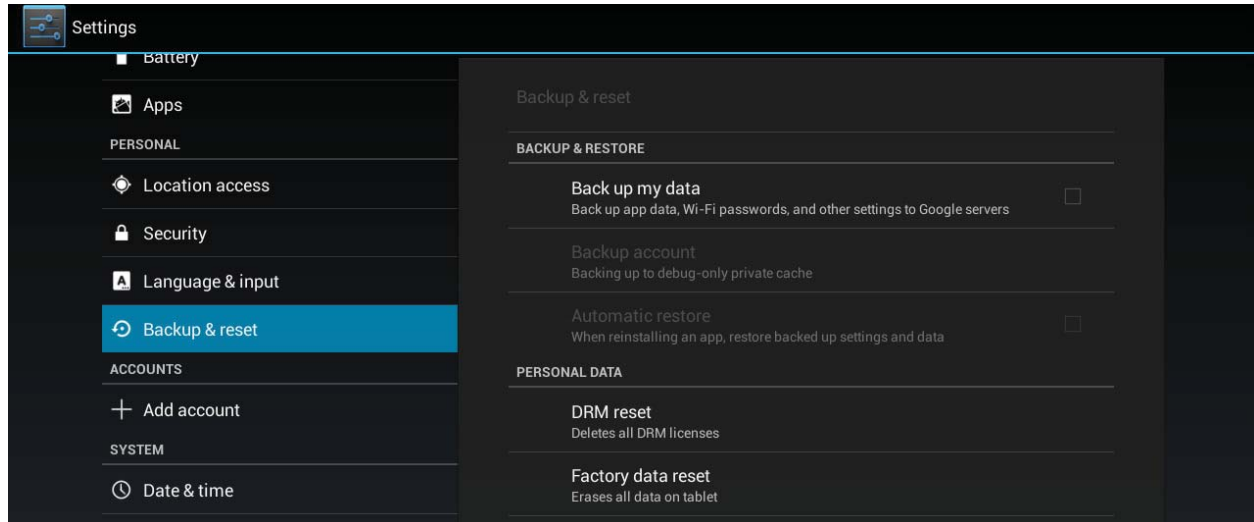 Settings
Battery
Apps
PERSONAL
Location access
Security
Language & input
Backup & reset
ACCOUNTS
Add account
SYSTEM
Date & time
Backup & reset
BACKUP & RESTORE
Back up my data
Back up app data, Wi-Fi passwords, and other settings to Google servers
Backup account
Backing up to debug-only private cache
Automatic restore
When reinstalling an app, restore backed up settings and data
PERSONAL DATA
DRM reset
Deletes all DRM licenses
Factory data reset
Erases all data on tablet